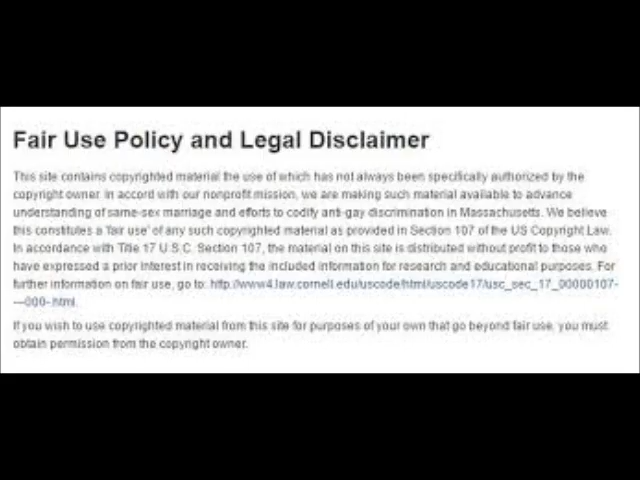 Fair Use Policy and Legal Disclaimer
This site contains copyrighted material the use of which has not always been specifically authorized by the
copyright owner. In accord with our nonprofit mission, we are making such material available to advance
understanding of same-sex marriage and efforts to codify anti-gay discrimination in Massachusetts. We believe
this constitutes a 'fair use' of any such copyrighted material as provided in Section 107 of the US Copyright Law.
In accordance with Title 17 U.S.C. Section 107, the material on this site is distributed without profit to those who
have expressed a prior interest in receiving the included information for research and educational purposes. For
further information on fair use, go to: http://www4.law.cornell.edu/uscode/html/uscode17/usc_sec_17_00000107-
---000-.html.
If you wish to use copyrighted material from this site for purposes of your own that go beyond fair use, you must
obtain permission from the copyright owner.